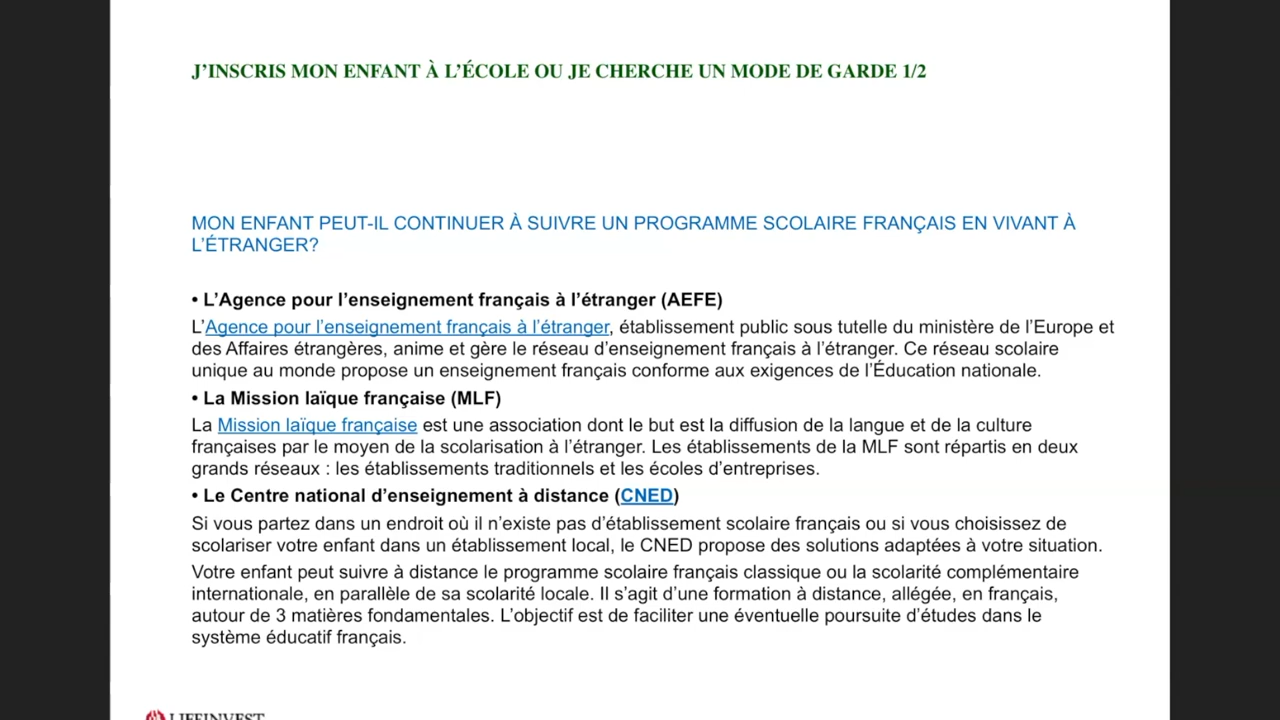 J’INSCRIS MON ENFANT À L’ÉCOLE OU JE CHERCHE UN MODE DE GARDE 1/2
MON ENFANT PEUT-IL CONTINUER À SUIVRE UN PROGRAMME SCOLAIRE FRANÇAIS EN VIVANT À
L’ÉTRANGER?
• L’Agence pour l’enseignement français à l’étranger (AEFE)
L’Agence pour l’enseignement français à l’étranger, établissement public sous tutelle du ministère de l’Europe et
des Affaires étrangères, anime et gère le réseau d’enseignement français à l’étranger. Ce réseau scolaire
unique au monde propose un enseignement français conforme aux exigences de l’Éducation nationale.
• La Mission laïque française (MLF)
La Mission laïque française est une association dont le but est la diffusion de la langue et de la culture
françaises par le moyen de la scolarisation à l’étranger. Les établissements de la MLF sont répartis en deux
grands réseaux : les établissements traditionnels et les écoles d’entreprises.
• Le Centre national d’enseignement à distance (CNED)
Si vous partez dans un endroit où il n’existe pas d’établissement scolaire français ou si vous choisissez de
scolariser votre enfant dans un établissement local, le CNED propose des solutions adaptées à votre situation.
Votre enfant peut suivre à distance le programme scolaire français classique ou la scolarité complémentaire
internationale, en parallèle de sa scolarité locale. Il s’agit d’une formation à distance, allégée, en français,
autour de 3 matières fondamentales. L’objectif est de faciliter une éventuelle poursuite d’études dans le
système éducatif français.
LIFEINVEST